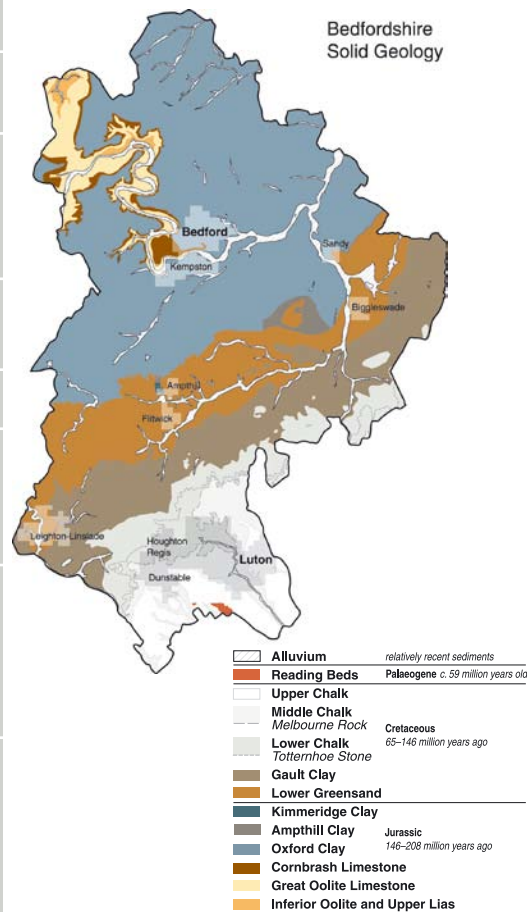 Bedfordshire
Solid Geology
Bedford
Kempston
Sandy
Biggleswade
Ampthill
Flitwick
Leighton-Linslade
Houghton
Regis
Luton
Dunstable
Alluvium relatively recent sediments
Reading Beds Palaeogene c. 59 million years old
Upper Chalk
Middle Chalk
Melbourne Rock
Cretaceous
65–146 million years ago
Lower Chalk
Totternhoe Stone
Gault Clay
Lower Greensand
Kimmeridge Clay
Ampthill Clay Jurassic
146–208 million years ago
Oxford Clay
Cornbrash Limestone
Great Oolite Limestone
Inferior Oolite and Upper Lias